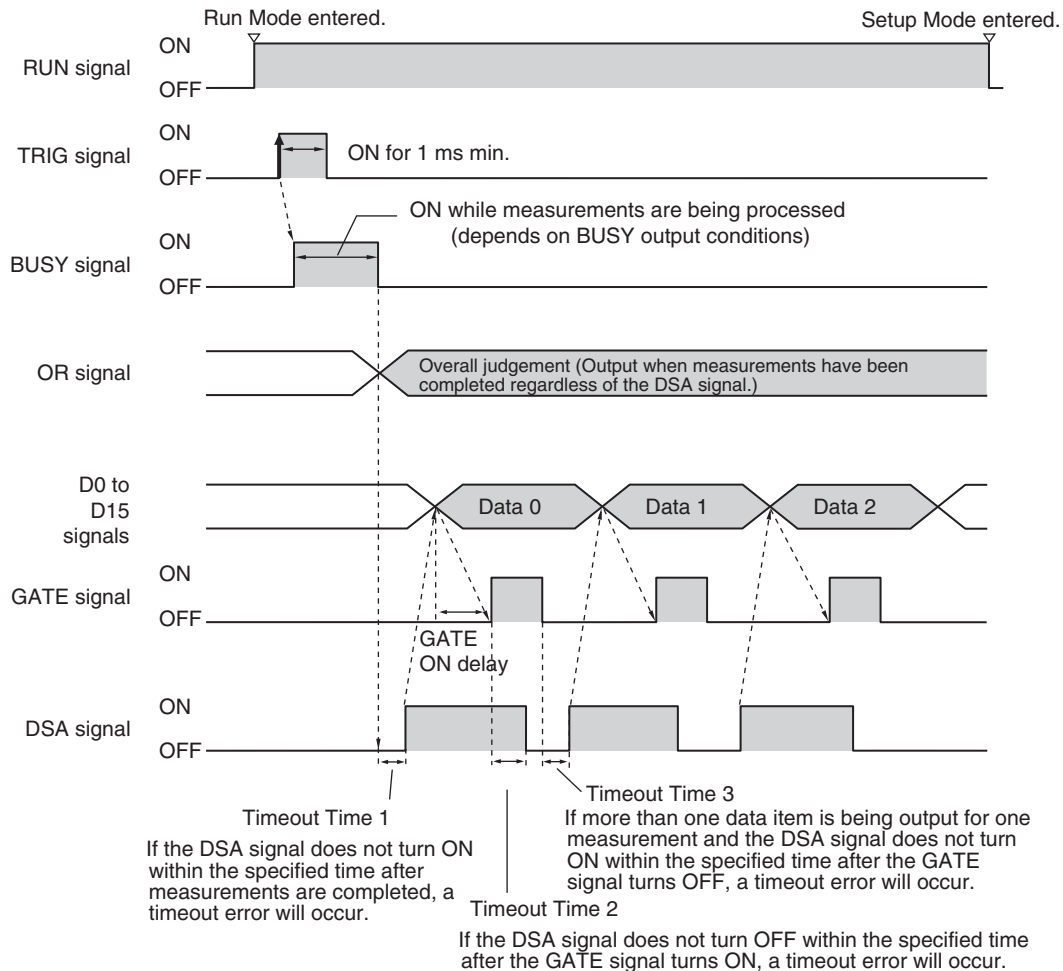 Run Mode entered.
Setup Mode entered.
ON
RUN signal
OFF
ON
TRIG signal
ON for 1 ms min.
OFF
ON while measurements are being processed
(depends on BUSY output conditions)
ON
BUSY signal
OFF
OR signal
Overall judgement (Output when measurements have been
completed regardless of the DSA signal.)
D0 to
D15
signals
Data 0
Data 1
Data 2
ON
GATE signal
OFF
GATE
ON delay
ON
DSA signal
OFF
Timeout Time 1
If the DSA signal does not turn ON
within the specified time after
measurements are completed, a
timeout error will occur.
Timeout Time 3
If more than one data item is being output for one
measurement and the DSA signal does not turn
ON within the specified time after the GATE
signal turns OFF, a timeout error will occur.
Timeout Time 2
If the DSA signal does not turn OFF within the specified time
after the GATE signal turns ON, a timeout error will occur.